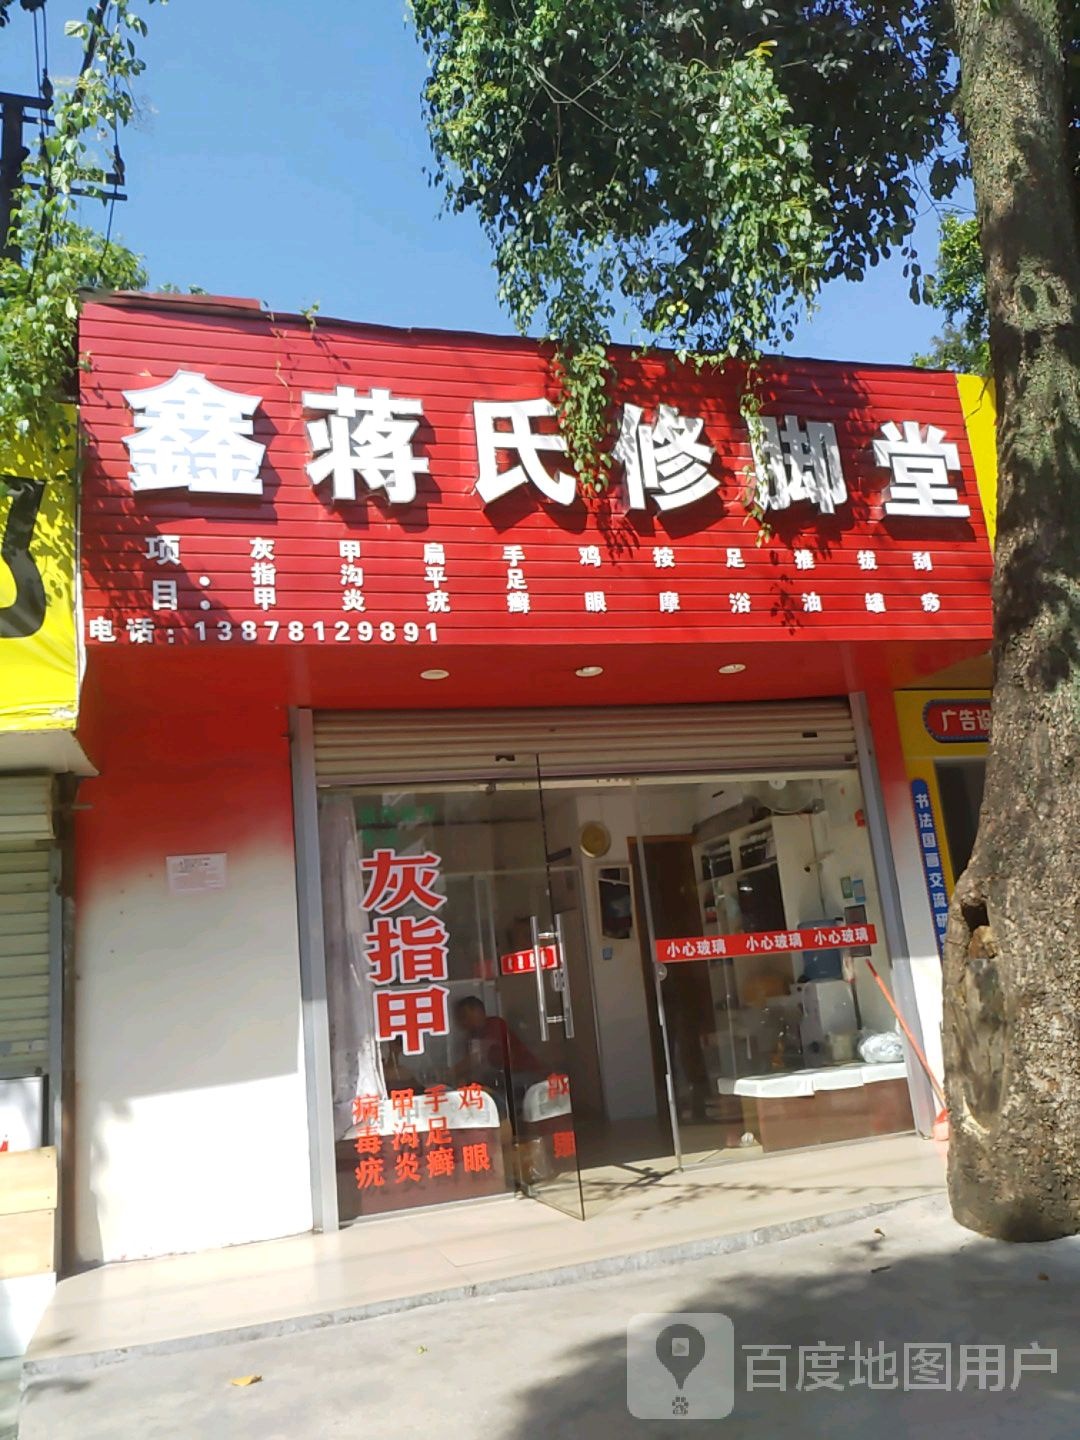 鑫蒋氏修脚堂
项目：灰指甲 甲沟炎 扁平疣 手足癣 鸡眼 按摩 足浴 推油 拔罐 刮痧
电话：13878129891
广告设
书法国画交流研
灰指甲
小心玻璃 小心玻璃 小心玻璃
病毒疣 甲沟炎 手足癣 鸡眼
百度地图用户